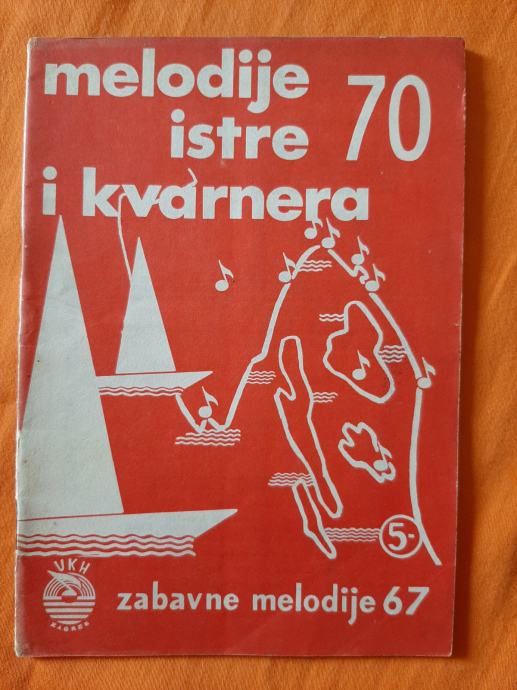 melodije
istre 70
i kvarnera
5-
UKH
ZAGREB
zabavne melodije 67